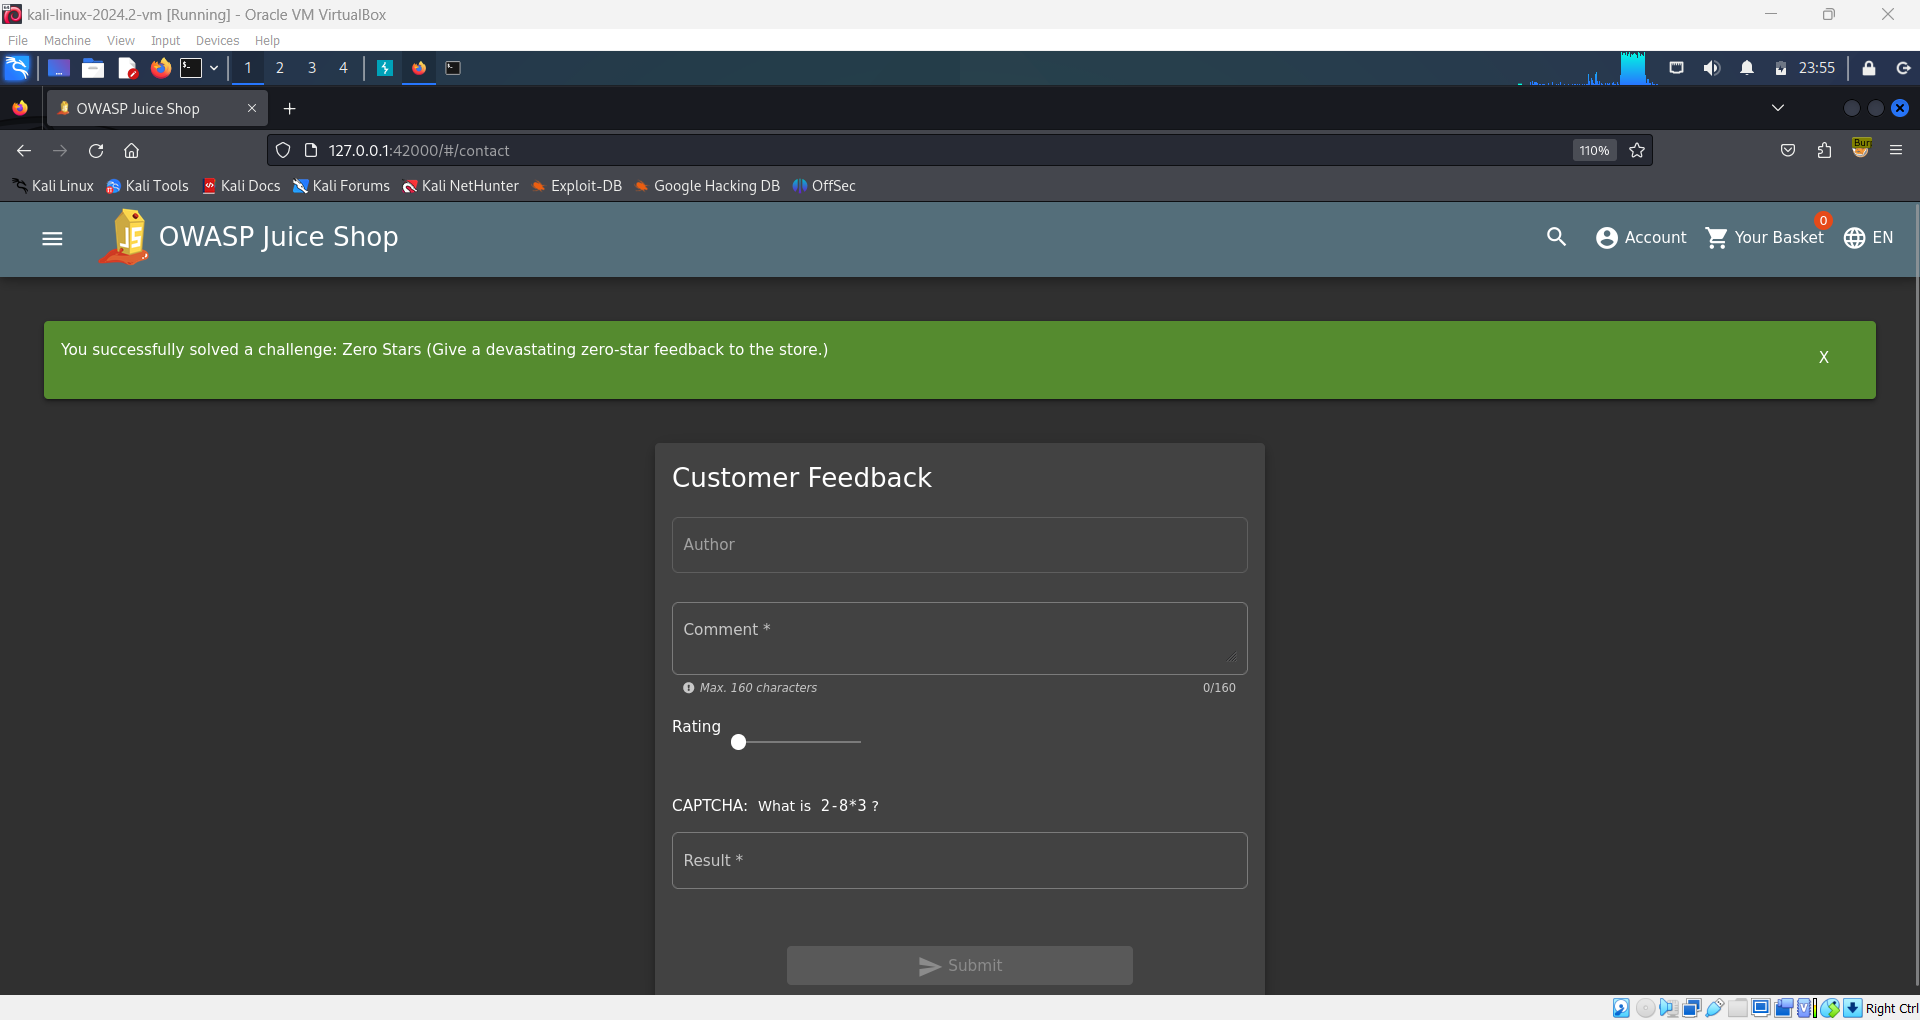 kali-linux-2024.2-vm [Running] - Oracle VM VirtualBox
File Machine View Input Devices Help
1 2 3 4 23:55
OWASP Juice Shop
127.0.0.1:42000/#/contact 110%
Kali Linux Kali Tools Kali Docs Kali Forums Kali NetHunter Exploit-DB Google Hacking DB OffSec
OWASP Juice Shop Account Your Basket 0 EN
You successfully solved a challenge: Zero Stars (Give a devastating zero-star feedback to the store.) X
Customer Feedback
Author
Comment *
Max. 160 characters 0/160
Rating
CAPTCHA: What is 2-8*3 ?
Result *
Submit
Right Ctrl